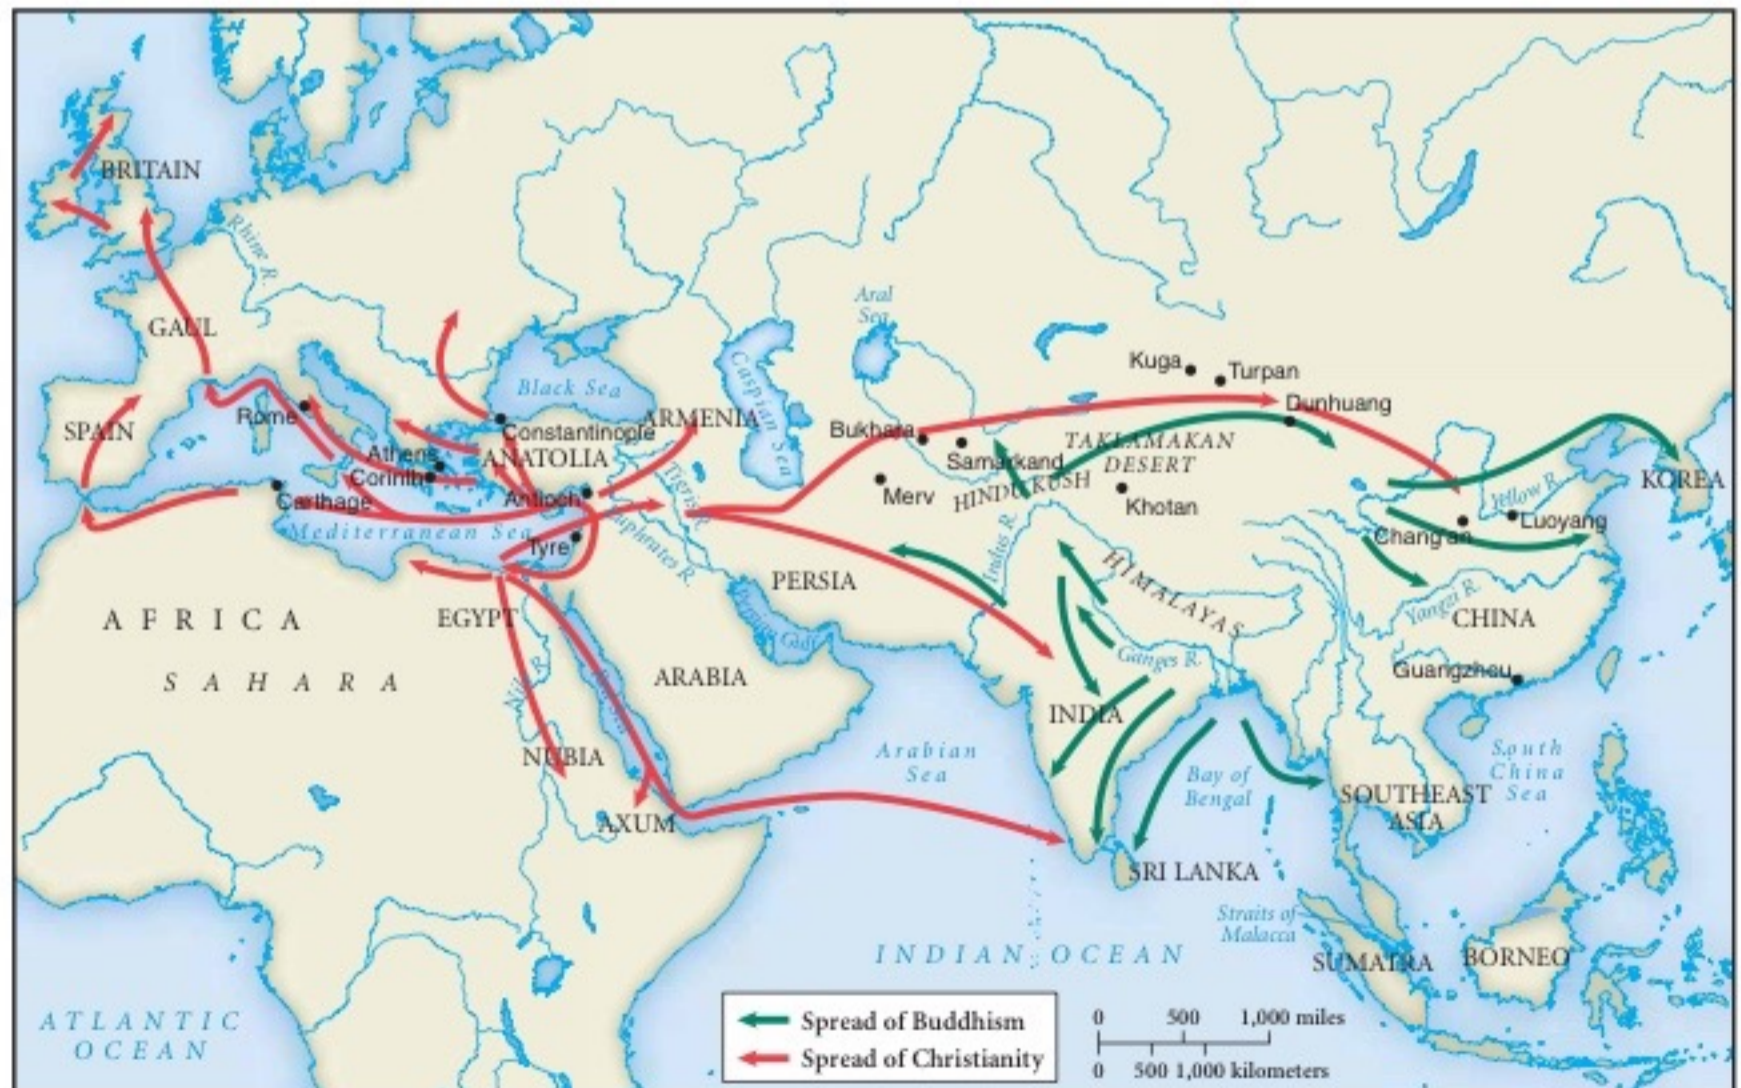 BRITAIN
Rhine R.
GAUL
Aral
Sea
Black Sea
Caspian Sea
Kuga
Turpan
Dunhuang
SPAIN
Rome
Constantinople
ARMENIA
Bukhara
TAKLAMAKAN
DESERT
Athens
ANATOLIA
Samarkand
KOREA
Corinth
Antioch
Tigris R.
Merv
HINDU KUSH
Khotan
Yellow R.
Carthage
Luoyang
Mediterranean Sea
Chang'an
Tyre
Euphrates R.
Indus R.
HIMALAYAS
PERSIA
Persian Gulf
Yangzi R.
CHINA
AFRICA
EGYPT
Ganges R.
SAHARA
ARABIA
Guangzhou
Nile R.
Red Sea
INDIA
NUBIA
Arabian
Sea
Bay of
Bengal
South
China
Sea
SOUTHEAST
ASIA
AXUM
SRI LANKA
Straits of
Malacca
INDIAN OCEAN
SUMATRA
BORNEO
ATLANTIC
OCEAN
Spread of Buddhism
Spread of Christianity
0 500 1,000 miles
0 500 1,000 kilometers